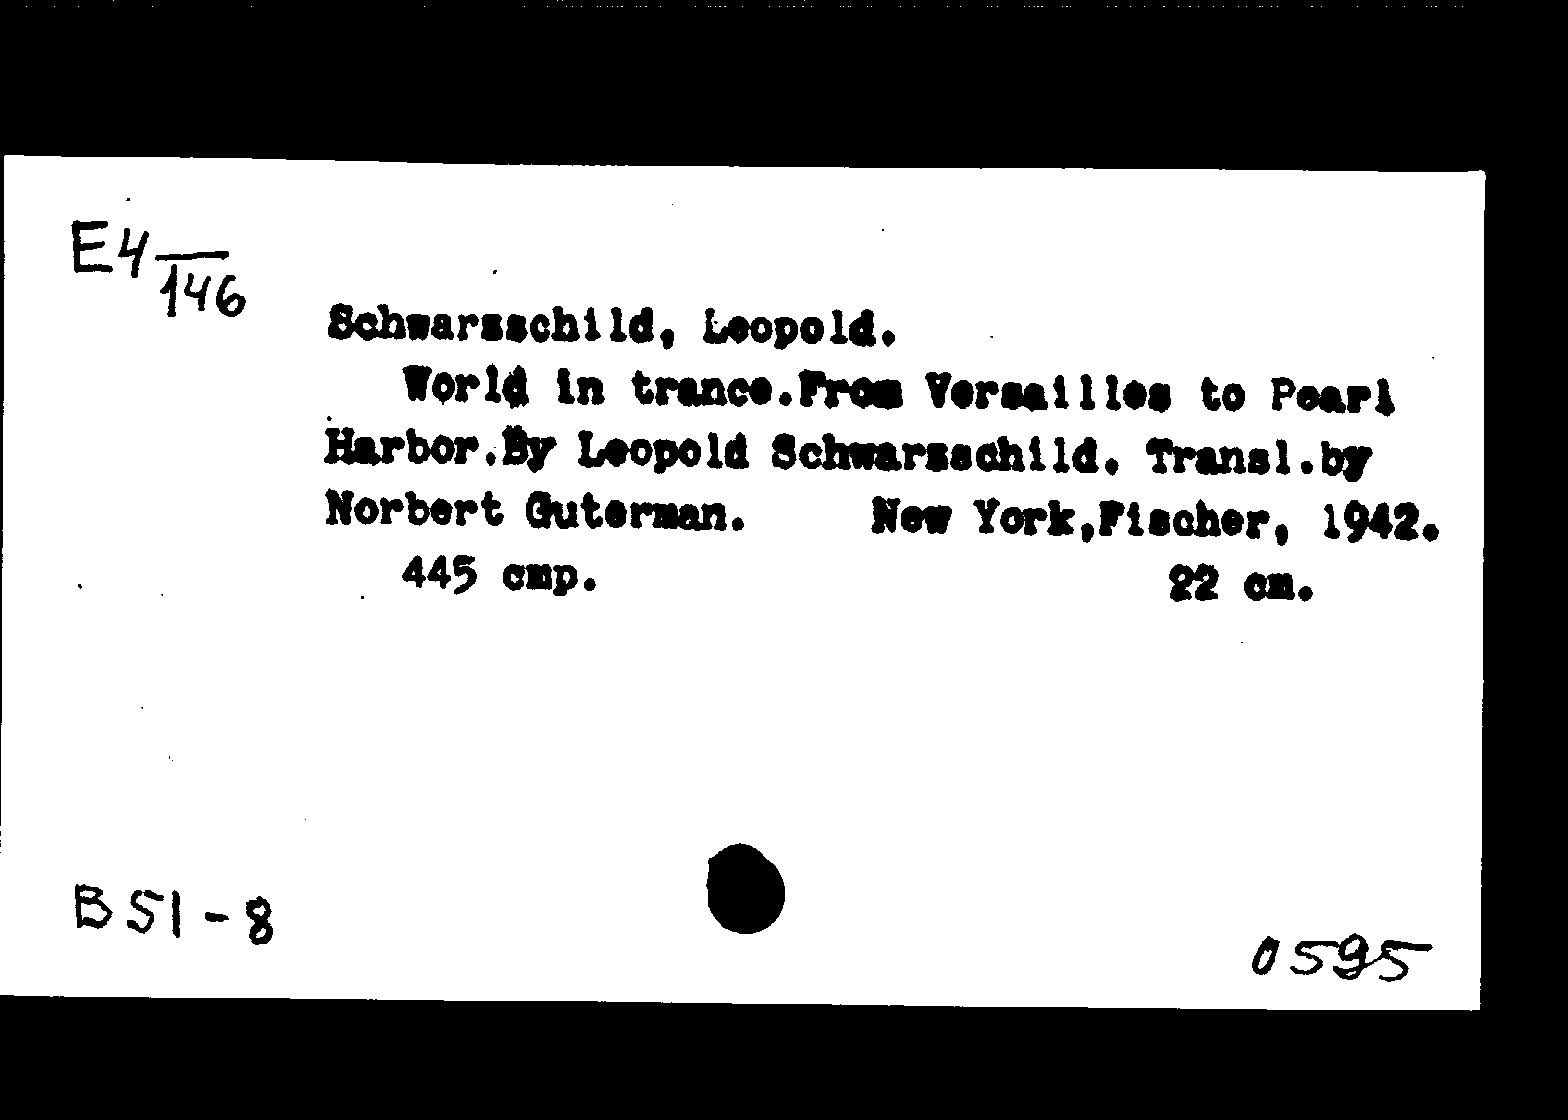 E4
146
Schwarzschild, Leopold.
World in trance.From Versailles to Pearl
Harbor.By Leopold Schwarzschild. Transl.by
Norbert Guterman. New York,Fischer, 1942.
445 cmp. 22 cm.
B51-8
0595